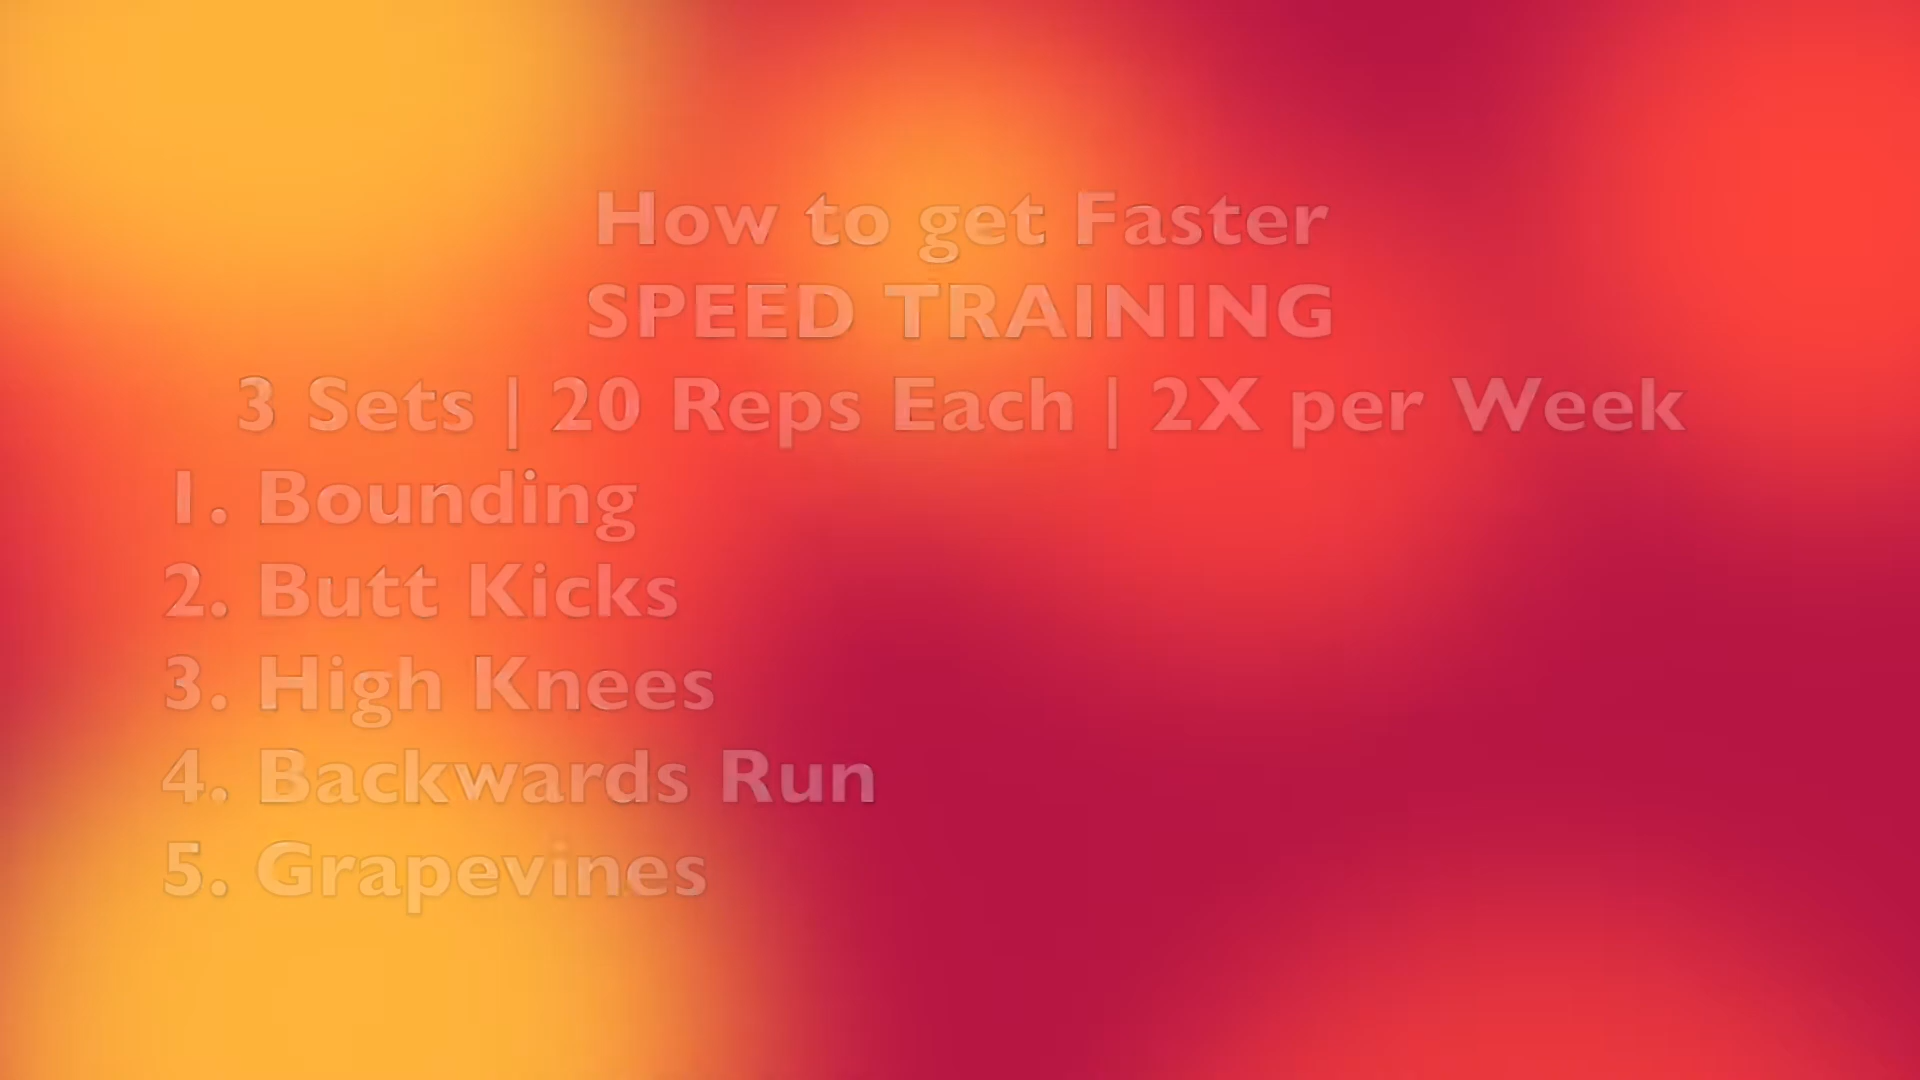 How to get Faster
SPEED TRAINING
3 Sets | 20 Reps Each | 2X per Week
1. Bounding
2. Butt Kicks
3. High Knees
4. Backwards Run
5. Grapevines